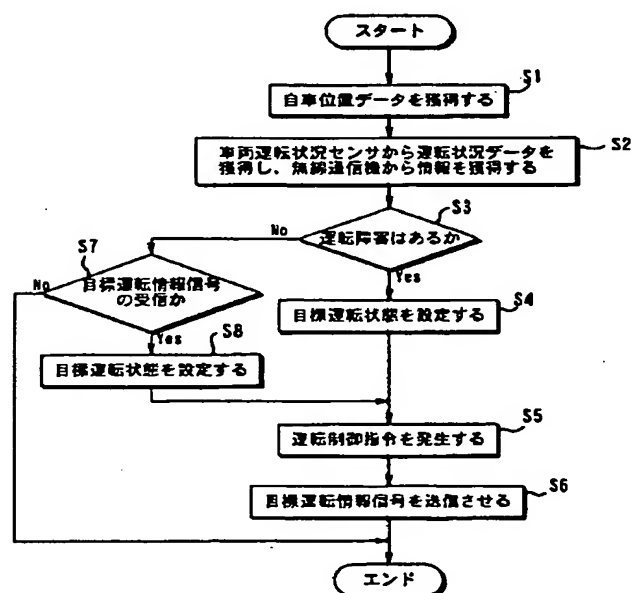 スタート
S1
自車位置データを獲得する
S2
車両運転状況センサから運転状況データを
獲得し、無線通信機から情報を獲得する
S3
運転障害はあるか
No
Yes
S7
目標運転情報信号
の受信か
No
Yes
S4
目標運転状態を設定する
S8
目標運転状態を設定する
S5
運転制御指令を発生する
S6
目標運転情報信号を送信させる
エンド